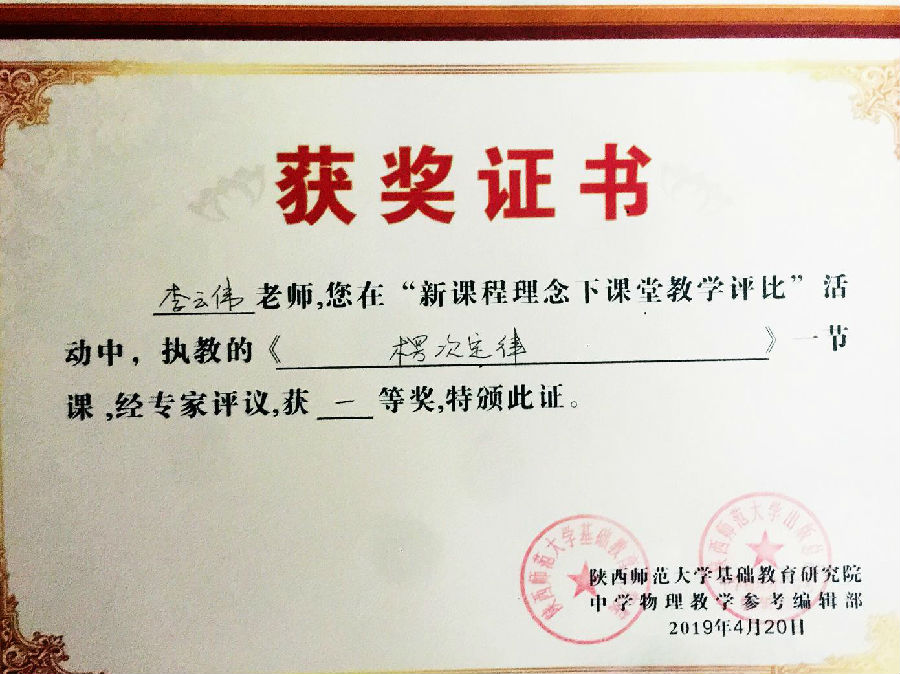 获奖证书
李云伟老师,您在“新课程理念下课堂教学评比”活
动中，执教的《楞次定律》一节
课,经专家评议,获一等奖,特颁此证。
陕西师范大学基础教育研究院
中学物理教学参考编辑部
2019年4月20日